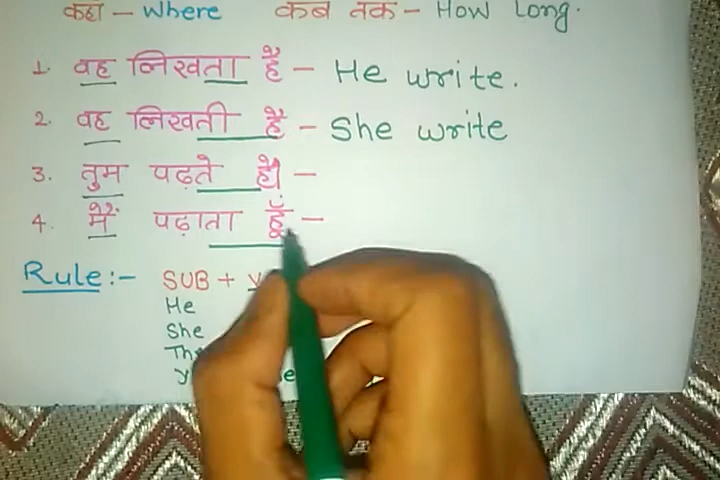 कहाँ – Where कब तक – How Long.
1. वह लिखता है – He write.
2. वह लिखती है – She write
3. तुम पढ़ते हो –
4. मैं पढ़ाता हूँ –
Rule :- SUB +
He
She